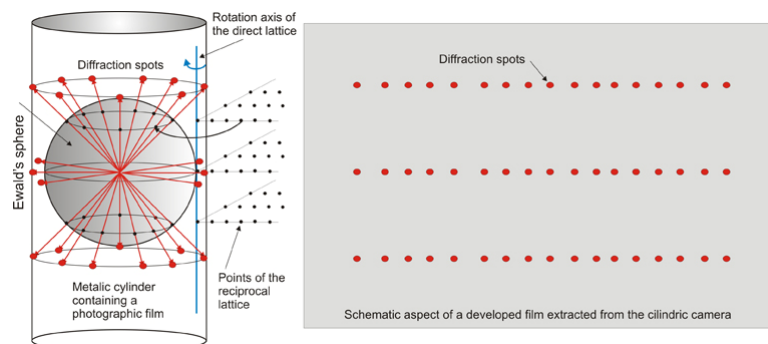 Rotation axis of
the direct lattice
Diffraction spots
Ewald's sphere
Metalic cylinder
containing a
photographic film
Points of the
reciprocal
lattice
Diffraction spots
Schematic aspect of a developed film extracted from the cilindric camera